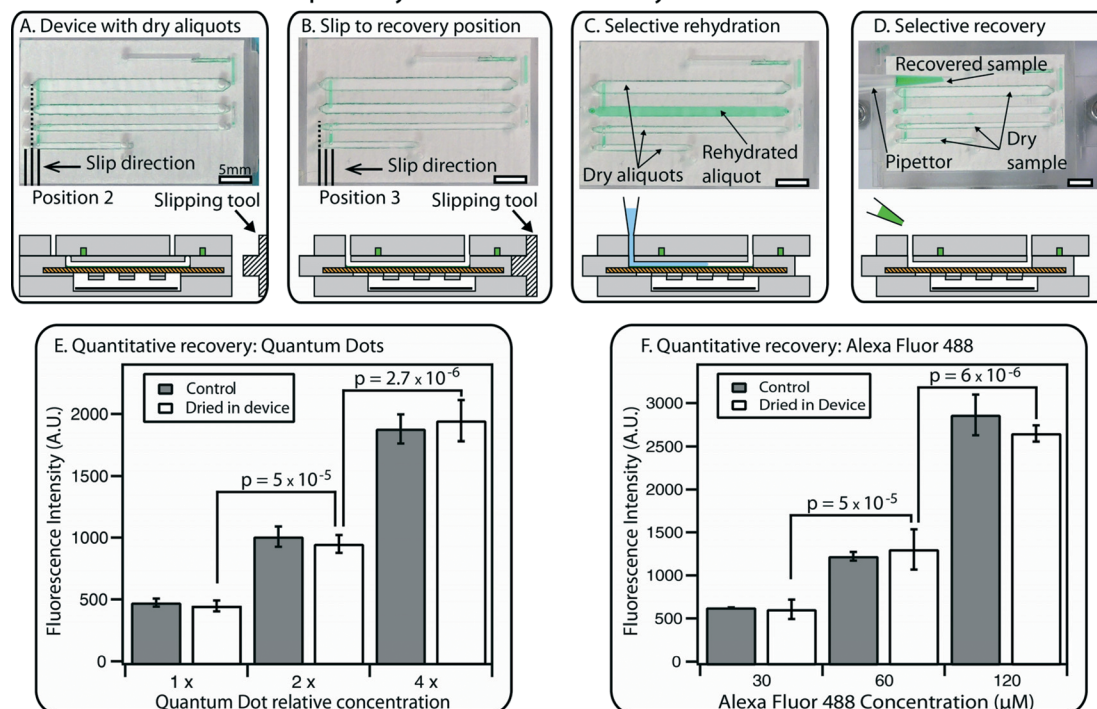 A. Device with dry aliquots
Slip direction
5mm
Position 2
Slipping tool
B. Slip to recovery position
Slip direction
Position 3
Slipping tool
C. Selective rehydration
Dry aliquots
Rehydrated
aliquot
D. Selective recovery
Recovered sample
Pipettor
Dry
sample
E. Quantitative recovery: Quantum Dots
Control
Dried in device
p = 2.7 x 10-6
p = 5 x 10-5
Fluorescence Intensity (A.U.)
2000
1500
1000
500
0
1 x
2 x
4 x
Quantum Dot relative concentration
F. Quantitative recovery: Alexa Fluor 488
Control
Dried in Device
p = 6 x 10-6
p = 5 x 10-5
Fluorescence Intensity (A.U.)
3000
2500
2000
1500
1000
500
0
30
60
120
Alexa Fluor 488 Concentration (µM)